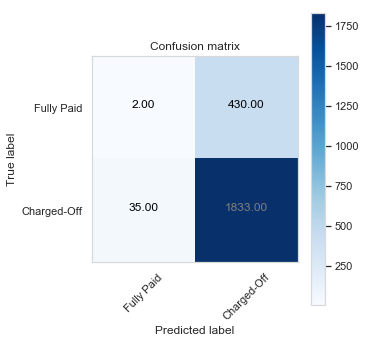 Confusion matrix
1750
1500
1250
1000
750
500
250
True label
Fully Paid
2.00
430.00
Charged-Off
35.00
1833.00
Fully Paid
Charged-Off
Predicted label